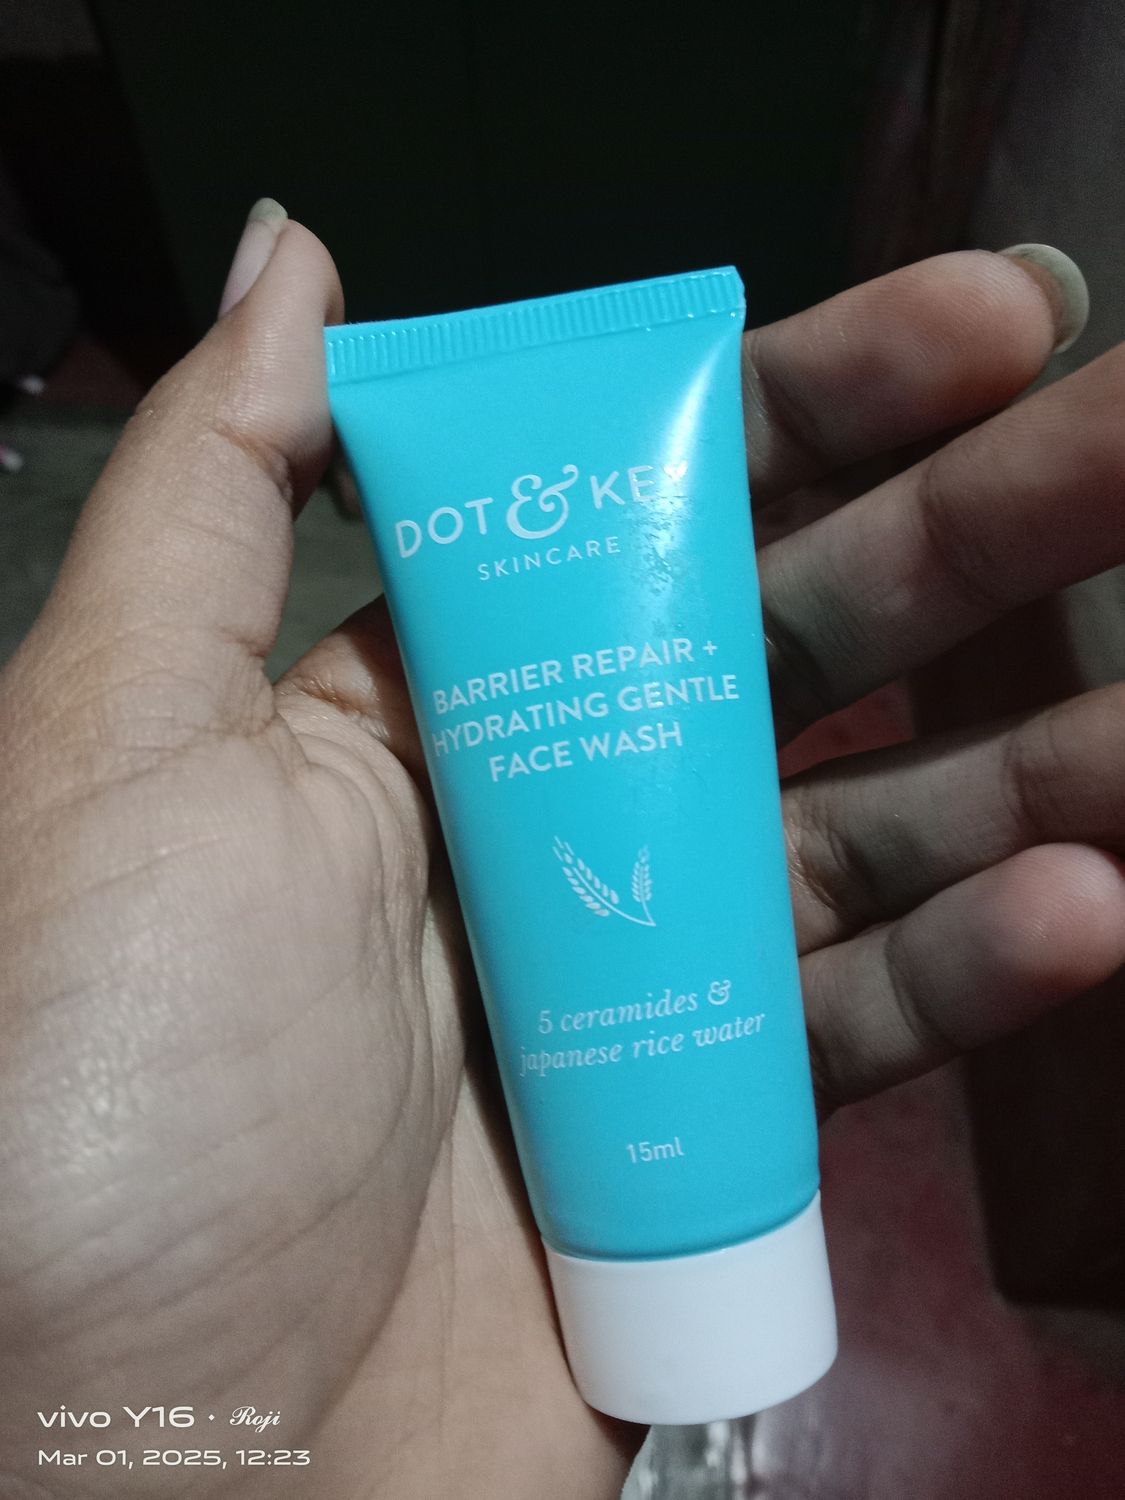 DOT & KEY
SKINCARE
BARRIER REPAIR +
HYDRATING GENTLE
FACE WASH
5 ceramides &
japanese rice water
15ml
vivo Y16 · Roji
Mar 01, 2025, 12:23